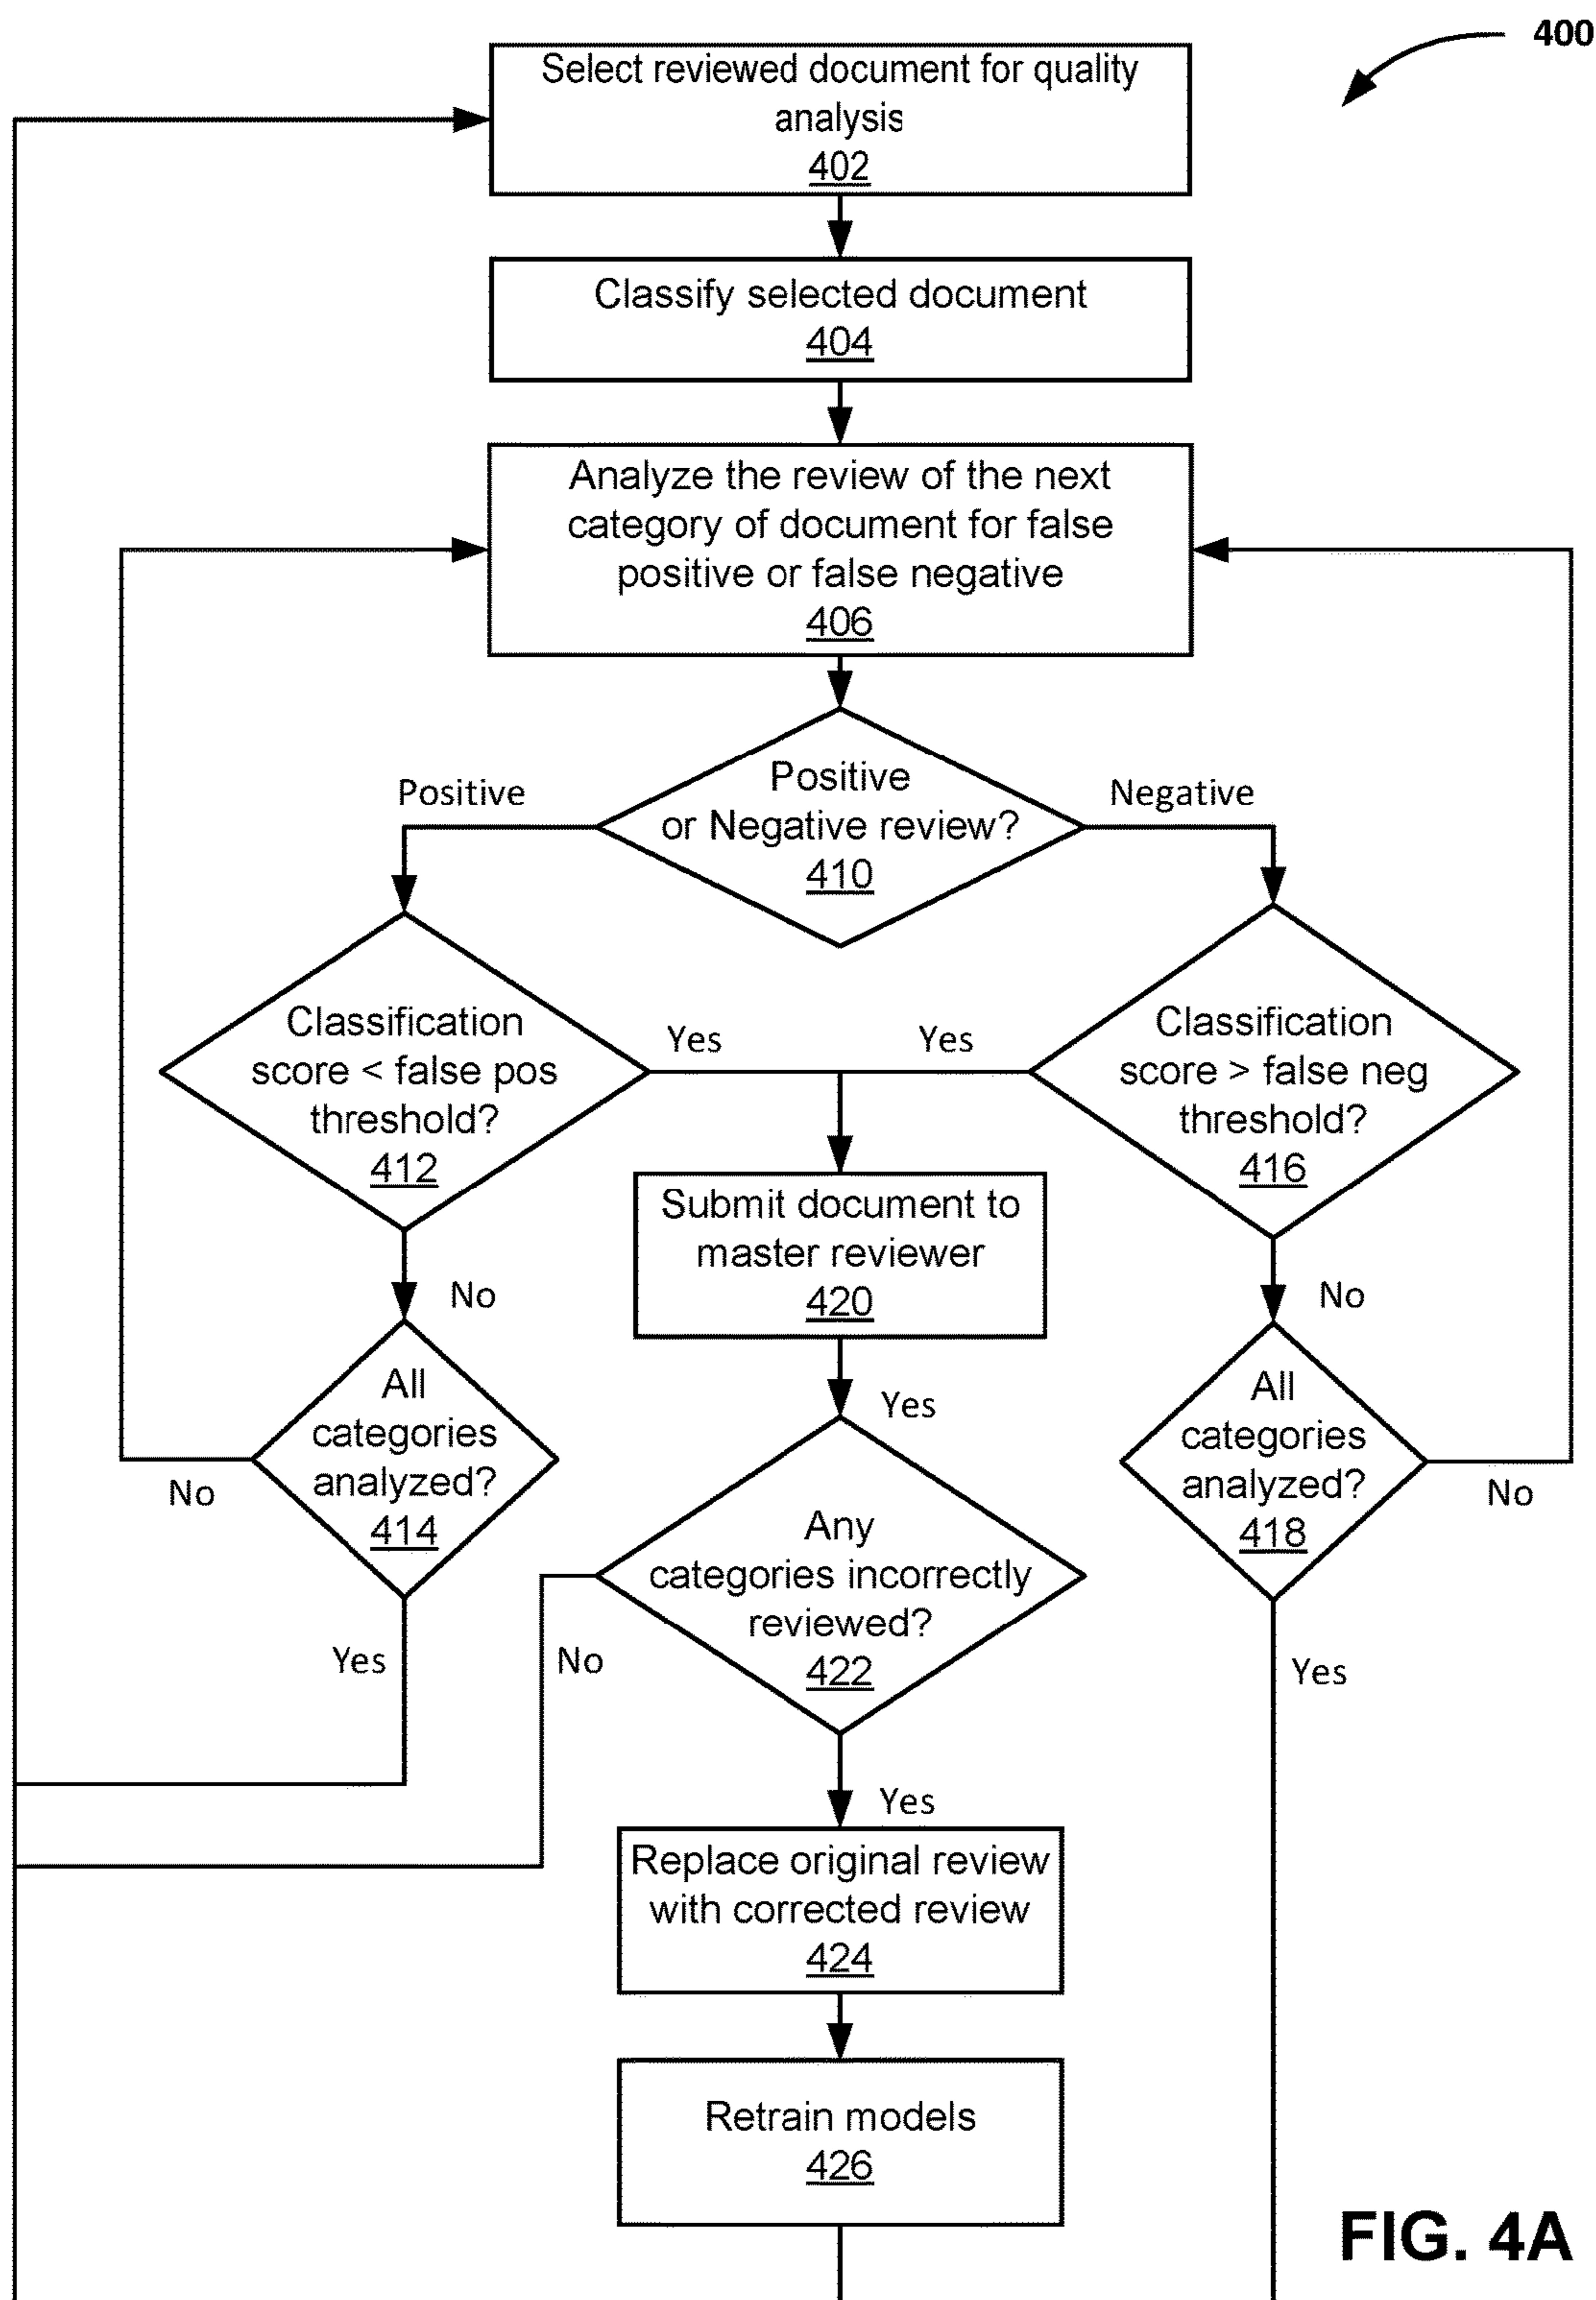 400
Select reviewed document for quality
analysis
402
Classify selected document
404
Analyze the review of the next
category of document for false
positive or false negative
406
Positive
or Negative review?
410
Positive
Negative
Classification
score < false pos
threshold?
412
Yes
Yes
Classification
score > false neg
threshold?
416
Submit document to
master reviewer
420
No
No
All
categories
analyzed?
414
No
Yes
Yes
Any
categories incorrectly
reviewed?
422
No
All
categories
analyzed?
418
No
Yes
Yes
Replace original review
with corrected review
424
Retrain models
426
FIG. 4A